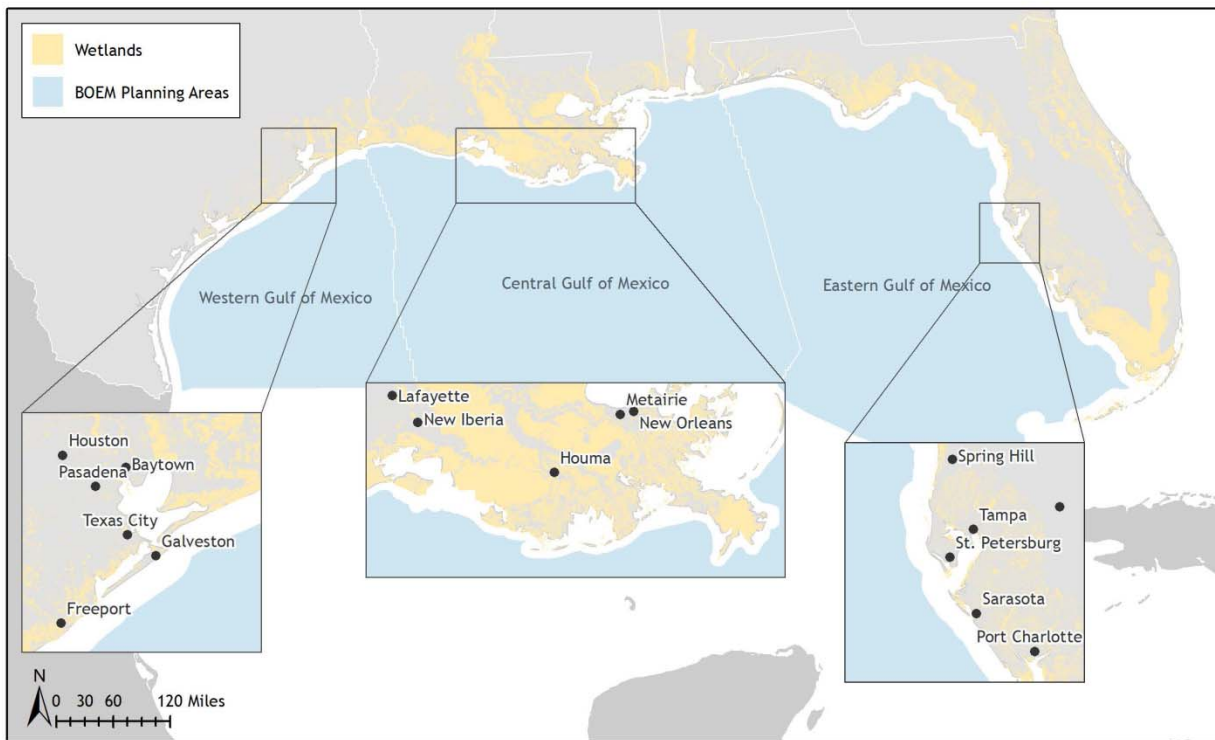 Wetlands
BOEM Planning Areas
Western Gulf of Mexico
Central Gulf of Mexico
Eastern Gulf of Mexico
Houston
Baytown
Pasadena
Texas City
Galveston
Freeport
Lafayette
New Iberia
Metairie
New Orleans
Houma
Spring Hill
Tampa
St. Petersburg
Sarasota
Port Charlotte
N
0 30 60 120 Miles